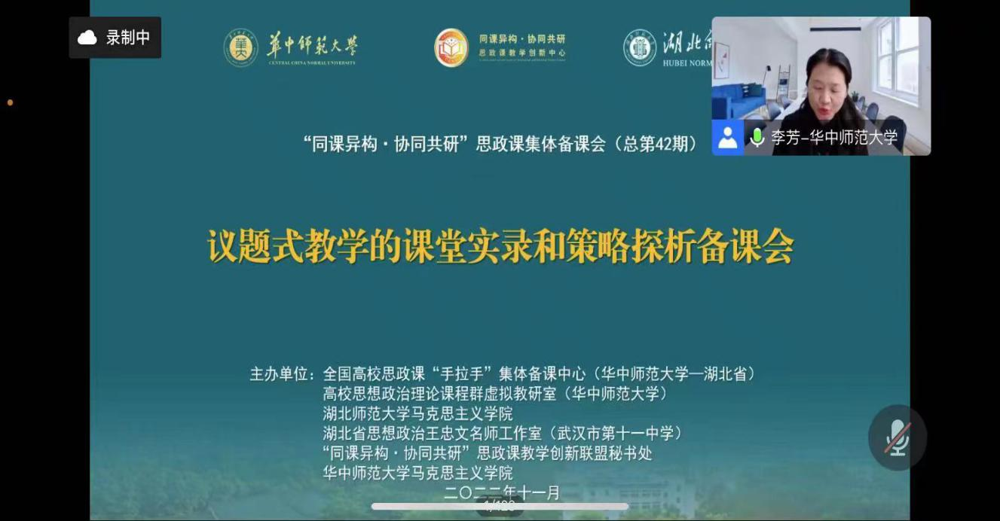 录制中
華中师範大学
CENTRAL CHINA NORMAL UNIVERSITY
同课异构·协同共研
思政课教学创新中心
湖北
HUBEI NORM
李芳-华中师范大学
“同课异构·协同共研”思政课集体备课会（总第42期）
议题式教学的课堂实录和策略探析备课会
主办单位：全国高校思政课“手拉手”集体备课中心（华中师范大学—湖北省）
高校思想政治理论课程群虚拟教研室（华中师范大学）
湖北师范大学马克思主义学院
湖北省思想政治王忠文名师工作室（武汉市第十一中学）
“同课异构·协同共研”思政课教学创新联盟秘书处
华中师范大学马克思主义学院
二〇二二年十一月